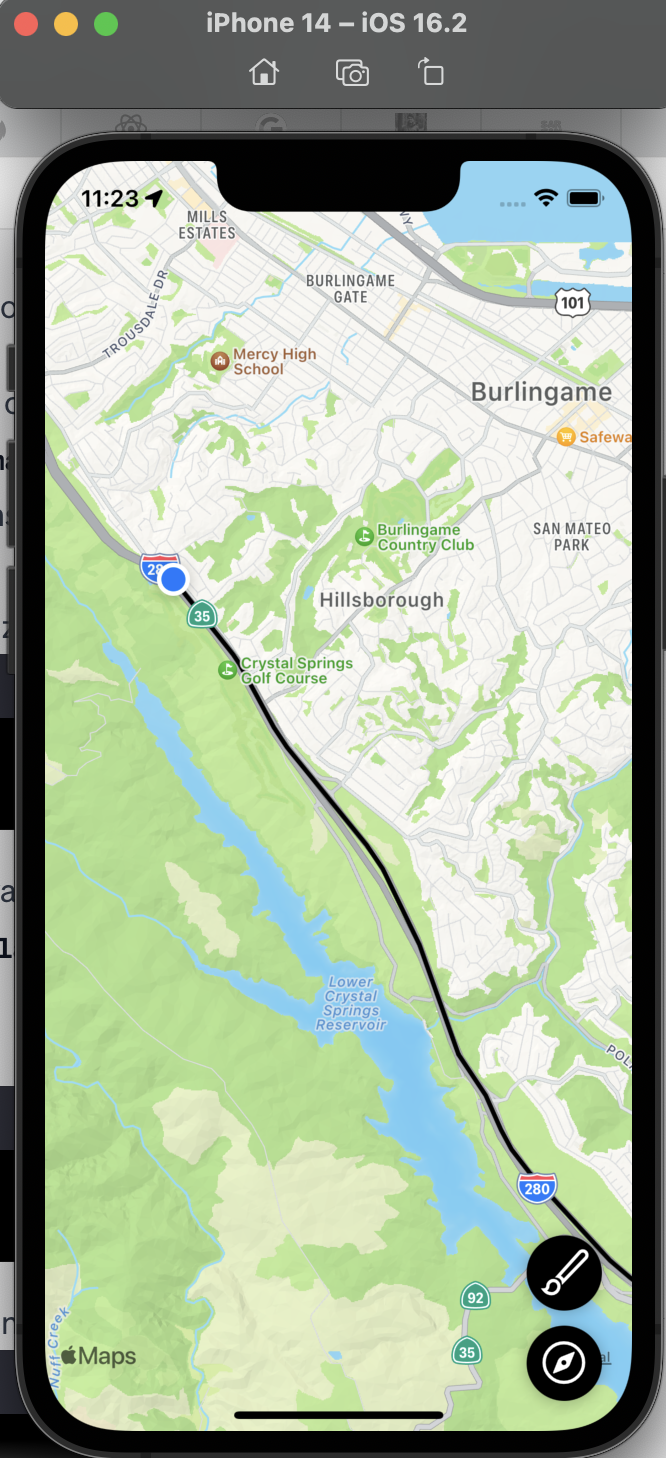 iPhone 14 – iOS 16.2
11:23
MILLS
ESTATES
BURLINGAME
GATE
101
TROUSDALE DR
Mercy High
School
Burlingame
Safewa
Burlingame
Country Club
SAN MATEO
PARK
28
Hillsborough
35
Crystal Springs
Golf Course
Lower
Crystal
Springs
Reservoir
280
92
35
Nuff Creek
Maps